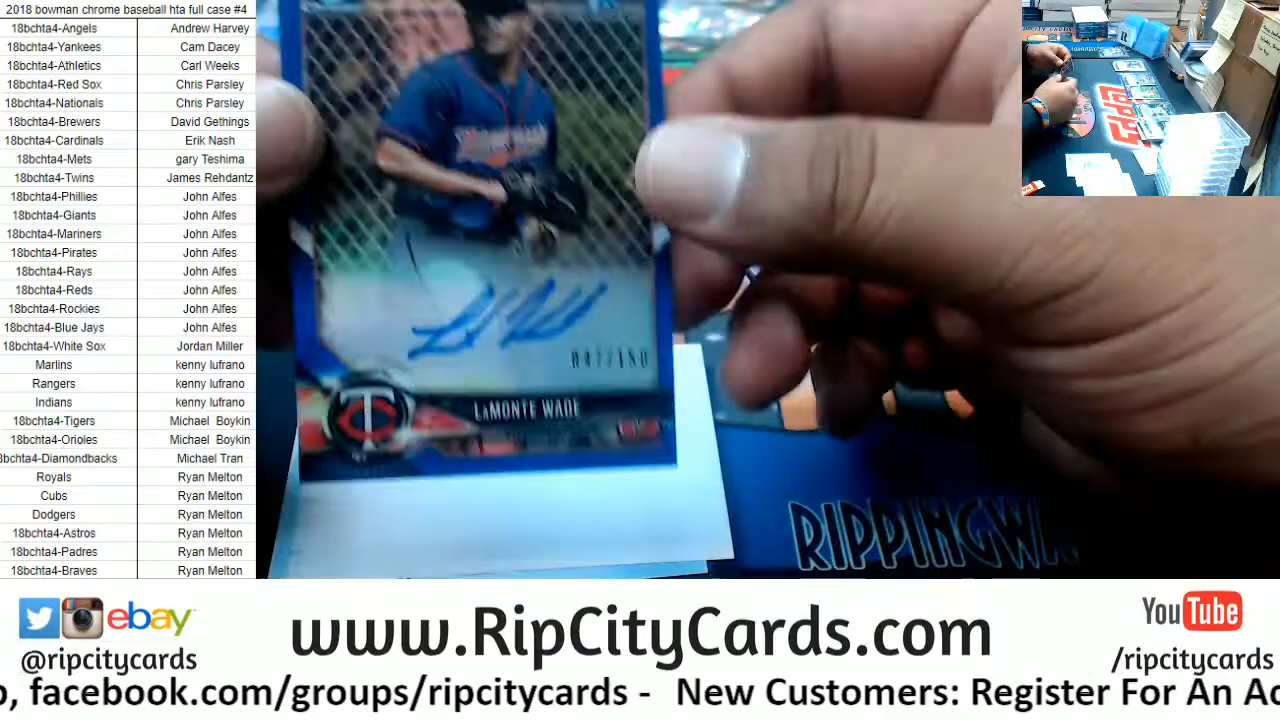 2018 bowman chrome baseball hta full case #4
18bchta4-Angels Andrew Harvey
18bchta4-Yankees Cam Dacey
18bchta4-Athletics Carl Weeks
18bchta4-Red Sox Chris Parsley
18bchta4-Nationals Chris Parsley
18bchta4-Brewers David Gethings
18bchta4-Cardinals Erik Nash
18bchta4-Mets gary Teshima
18bchta4-Twins James Rehdantz
18bchta4-Phillies John Alfes
18bchta4-Giants John Alfes
18bchta4-Mariners John Alfes
18bchta4-Pirates John Alfes
18bchta4-Rays John Alfes
18bchta4-Reds John Alfes
18bchta4-Rockies John Alfes
18bchta4-Blue Jays John Alfes
18bchta4-White Sox Jordan Miller
Marlins kenny Iufrano
Rangers kenny Iufrano
Indians kenny Iufrano
18bchta4-Tigers Michael Boykin
18bchta4-Orioles Michael Boykin
bchta4-Diamondbacks Michael Tran
Royals Ryan Melton
Cubs Ryan Melton
Dodgers Ryan Melton
18bchta4-Astros Ryan Melton
18bchta4-Padres Ryan Melton
18bchta4-Braves Ryan Melton
047/150
TC
LaMONTE WADE
RIPPINGWA
ebay
@ripcitycards
www.RipCityCards.com
YouTube
/ripcitycards
o, facebook.com/groups/ripcitycards - New Customers: Register For An Ac